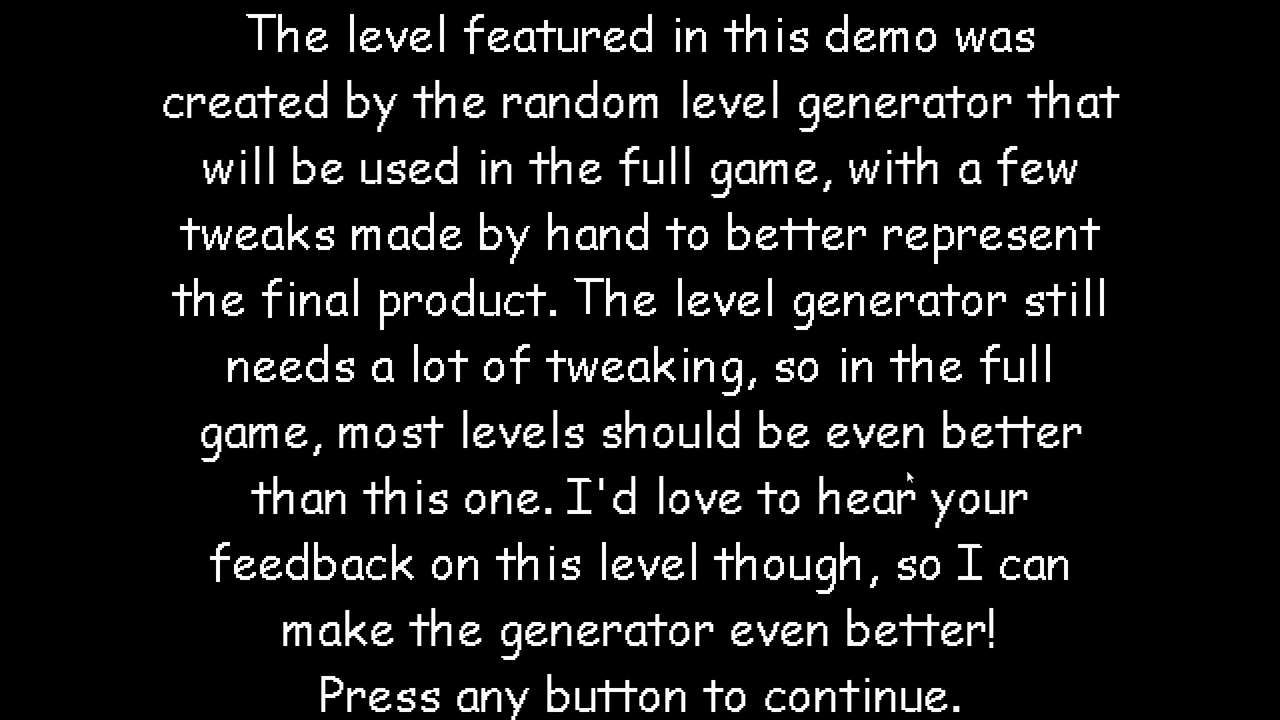 The level featured in this demo was
created by the random level generator that
will be used in the full game, with a few
tweaks made by hand to better represent
the final product. The level generator still
needs a lot of tweaking, so in the full
game, most levels should be even better
than this one. I'd love to hear your
feedback on this level though, so I can
make the generator even better!
Press any button to continue.